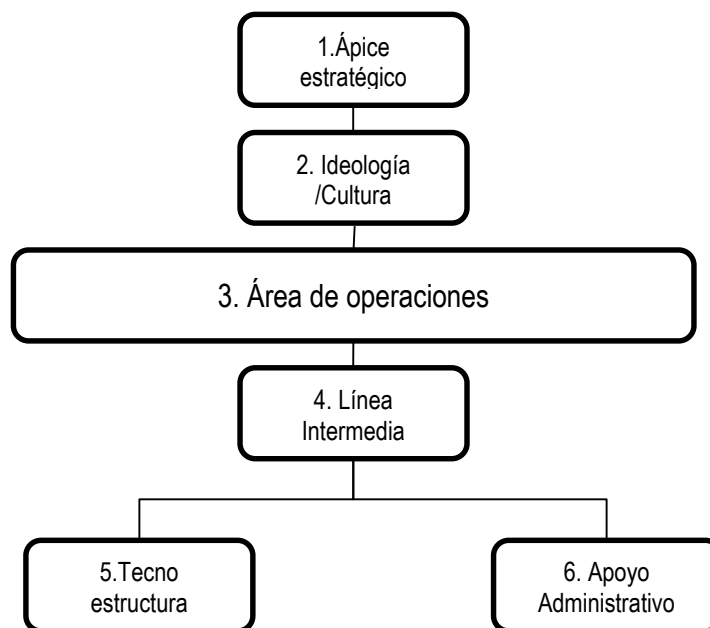 1.Ápice
estratégico
2. Ideología
/Cultura
3. Área de operaciones
4. Línea
Intermedia
5.Tecno
estructura
6. Apoyo
Administrativo